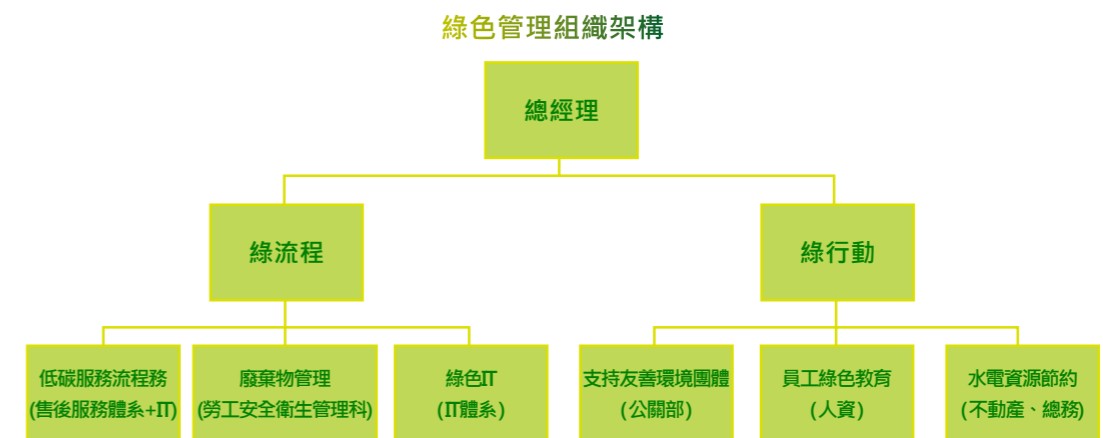 綠色管理組織架構
總經理
綠流程
綠行動
低碳服務流程務
(售後服務體系+IT)
廢棄物管理
(勞工安全衛生管理科)
綠色IT
(IT體系)
支持友善環境團體
(公關部)
員工綠色教育
(人資)
水電資源節約
(不動產、總務)